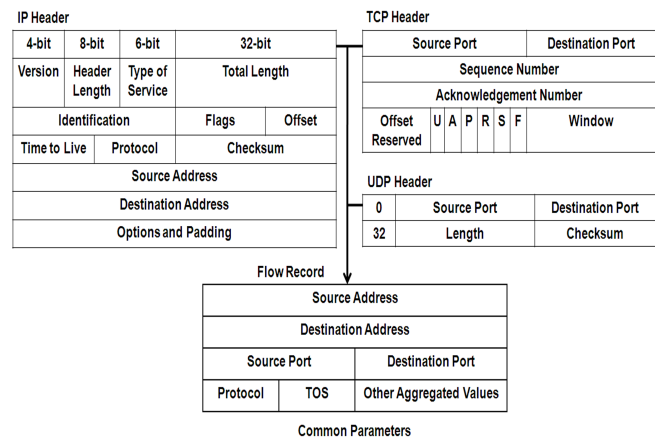 IP Header
4-bit 8-bit 6-bit 32-bit
Version Header Length Type of Service Total Length
Identification Flags Offset
Time to Live Protocol Checksum
Source Address
Destination Address
Options and Padding
TCP Header
Source Port Destination Port
Sequence Number
Acknowledgement Number
Offset Reserved U A P R S F Window
UDP Header
0 Source Port Destination Port
32 Length Checksum
Flow Record
Source Address
Destination Address
Source Port Destination Port
Protocol TOS Other Aggregated Values
Common Parameters